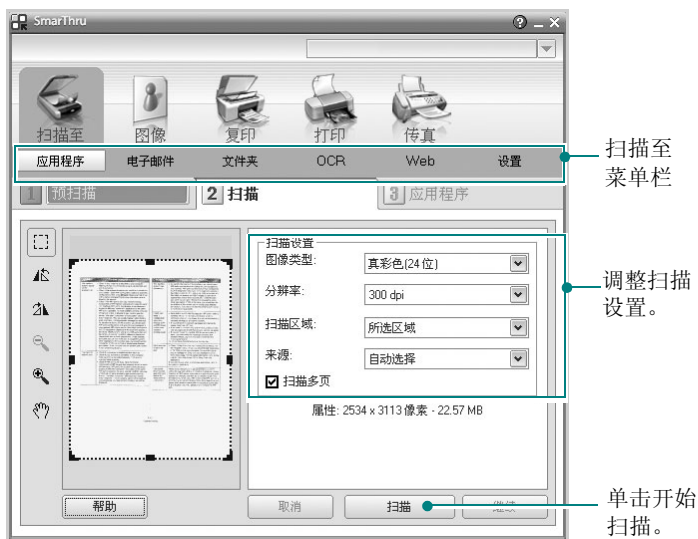 SmarThru
扫描至
图像
复印
打印
传真
应用程序
电子邮件
文件夹
OCR
Web
设置
扫描至
菜单栏
1 预扫描
2 扫描
3 应用程序
扫描设置
图像类型:
真彩色(24 位)
分辨率:
300 dpi
扫描区域:
所选区域
来源:
自动选择
扫描多页
调整扫描
设置。
属性: 2534 x 3113 像素 - 22.57 MB
帮助
取消
扫描
继续
单击开始
扫描。